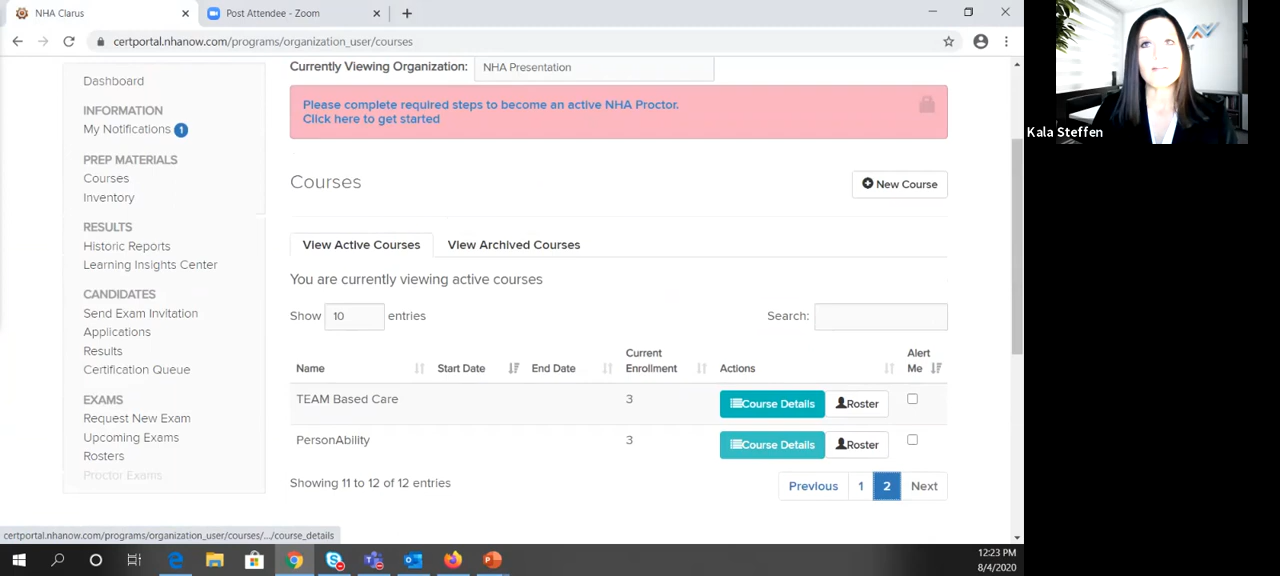 NHA Clarus
Post Attendee - Zoom
certportal.nhanow.com/programs/organization_user/courses
Currently Viewing Organization: NHA Presentation
Please complete required steps to become an active NHA Proctor.
Click here to get started
Dashboard
INFORMATION
My Notifications 1
PREP MATERIALS
Courses
Inventory
RESULTS
Historic Reports
Learning Insights Center
CANDIDATES
Send Exam Invitation
Applications
Results
Certification Queue
EXAMS
Request New Exam
Upcoming Exams
Rosters
Proctor Exams
Courses
New Course
View Active Courses View Archived Courses
You are currently viewing active courses
Show 10 entries Search:
Name Start Date End Date Current Enrollment Actions Alert Me
TEAM Based Care 3 Course Details Roster
PersonAbility 3 Course Details Roster
Showing 11 to 12 of 12 entries Previous 1 2 Next
certportal.nhanow.com/programs/organization_user/courses/.../course_details
12:23 PM
8/4/2020
Kala Steffen